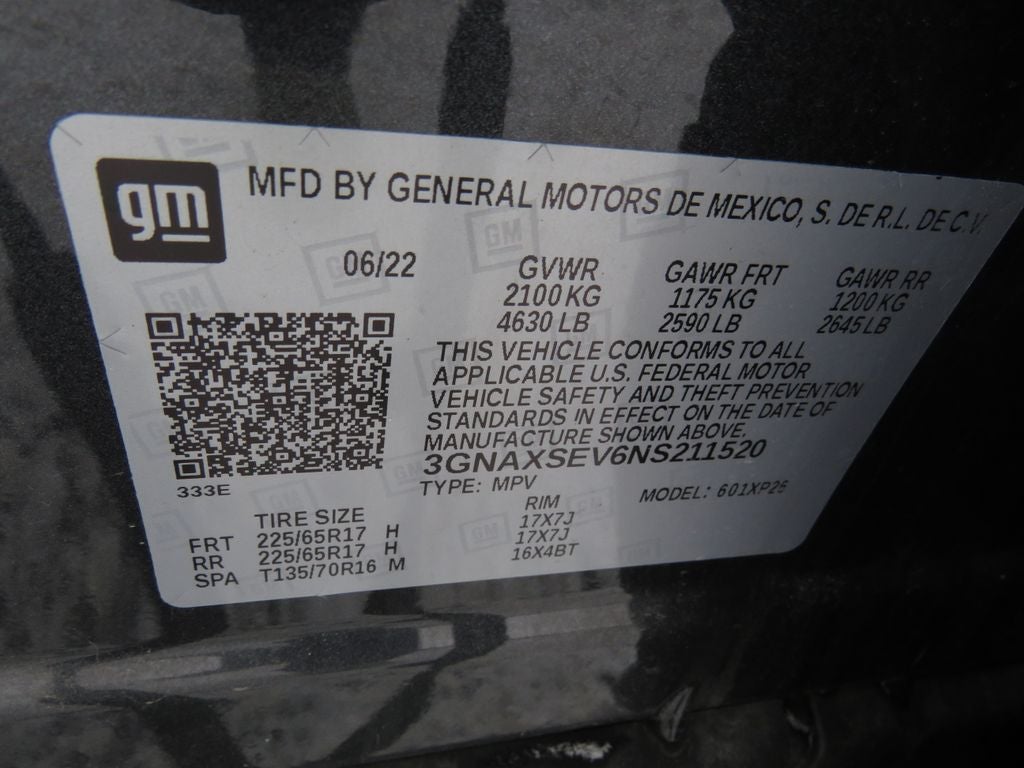 gm
MFD BY GENERAL MOTORS DE MEXICO, S. DE R.L. DE C.V.
06/22 GVWR GAWR FRT GAWR RR
2100 KG 1175 KG 1200 KG
4630 LB 2590 LB 2645 LB
THIS VEHICLE CONFORMS TO ALL
APPLICABLE U.S. FEDERAL MOTOR
VEHICLE SAFETY AND THEFT PREVENTION
STANDARDS IN EFFECT ON THE DATE OF
MANUFACTURE SHOWN ABOVE.
3GNAXSEV6NS211520
333E TYPE: MPV MODEL: 601XP26
TIRE SIZE RIM
FRT 225/65R17 H 17X7J
RR 225/65R17 H 17X7J
SPA T135/70R16 M 16X4BT